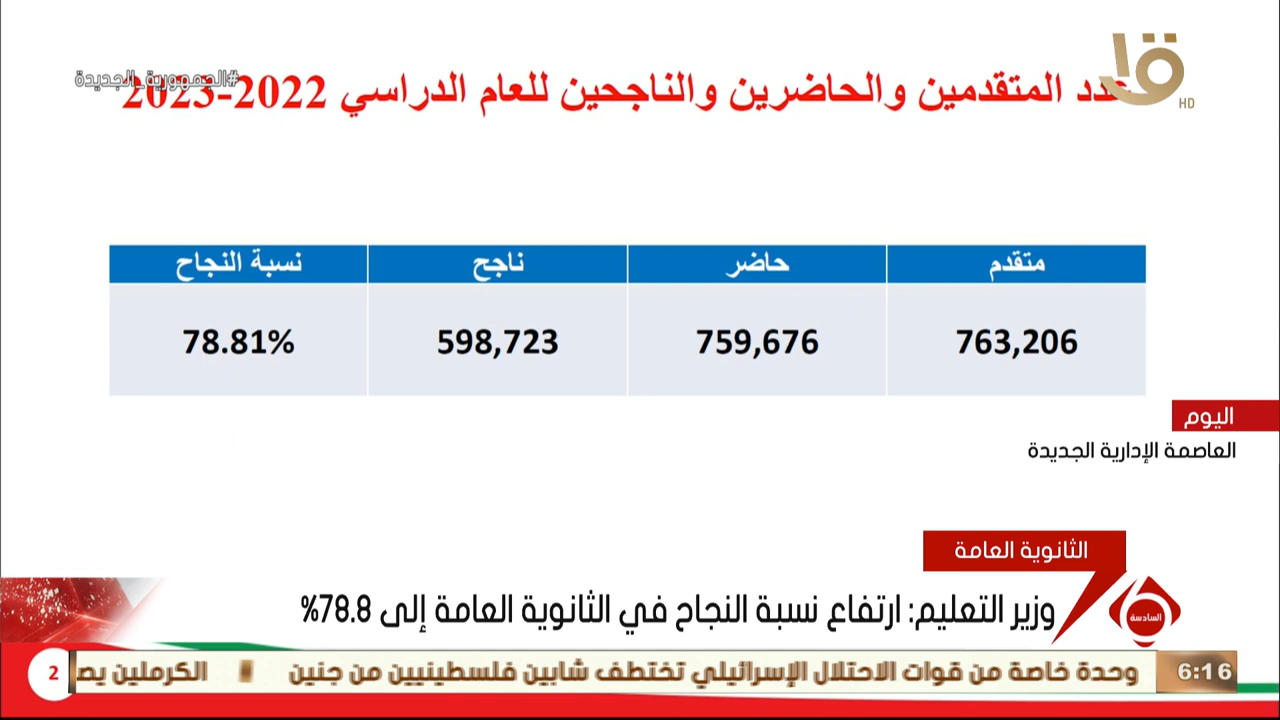 #الجمهورية_الجديدة
HD
عدد المتقدمين والحاضرين والناجحين للعام الدراسي 2022-2023
متقدم حاضر ناجح نسبة النجاح
763,206 759,676 598,723 78.81%
اليوم
العاصمة الإدارية الجديدة
الثانوية العامة
السادسة
وزير التعليم: ارتفاع نسبة النجاح في الثانوية العامة إلى 78.8%
6:16 وحدة خاصة من قوات الاحتلال الإسرائيلي تختطف شابين فلسطينيين من جنين الكرملين 2